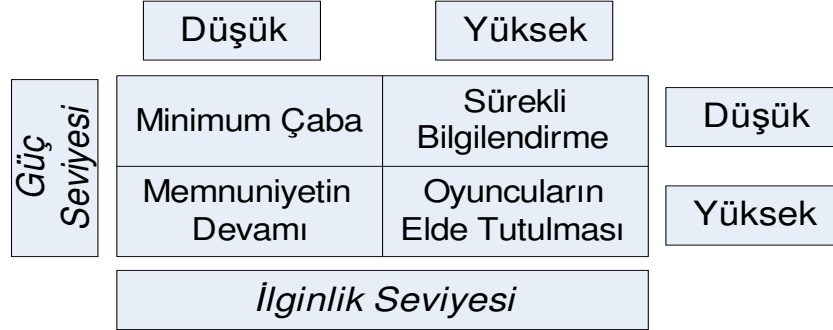 Düşük
Yüksek
Güç
Seviyesi
Minimum Çaba
Sürekli
Bilgilendirme
Düşük
Memnuniyetin
Devamı
Oyuncuların
Elde Tutulması
Yüksek
İlginlik Seviyesi